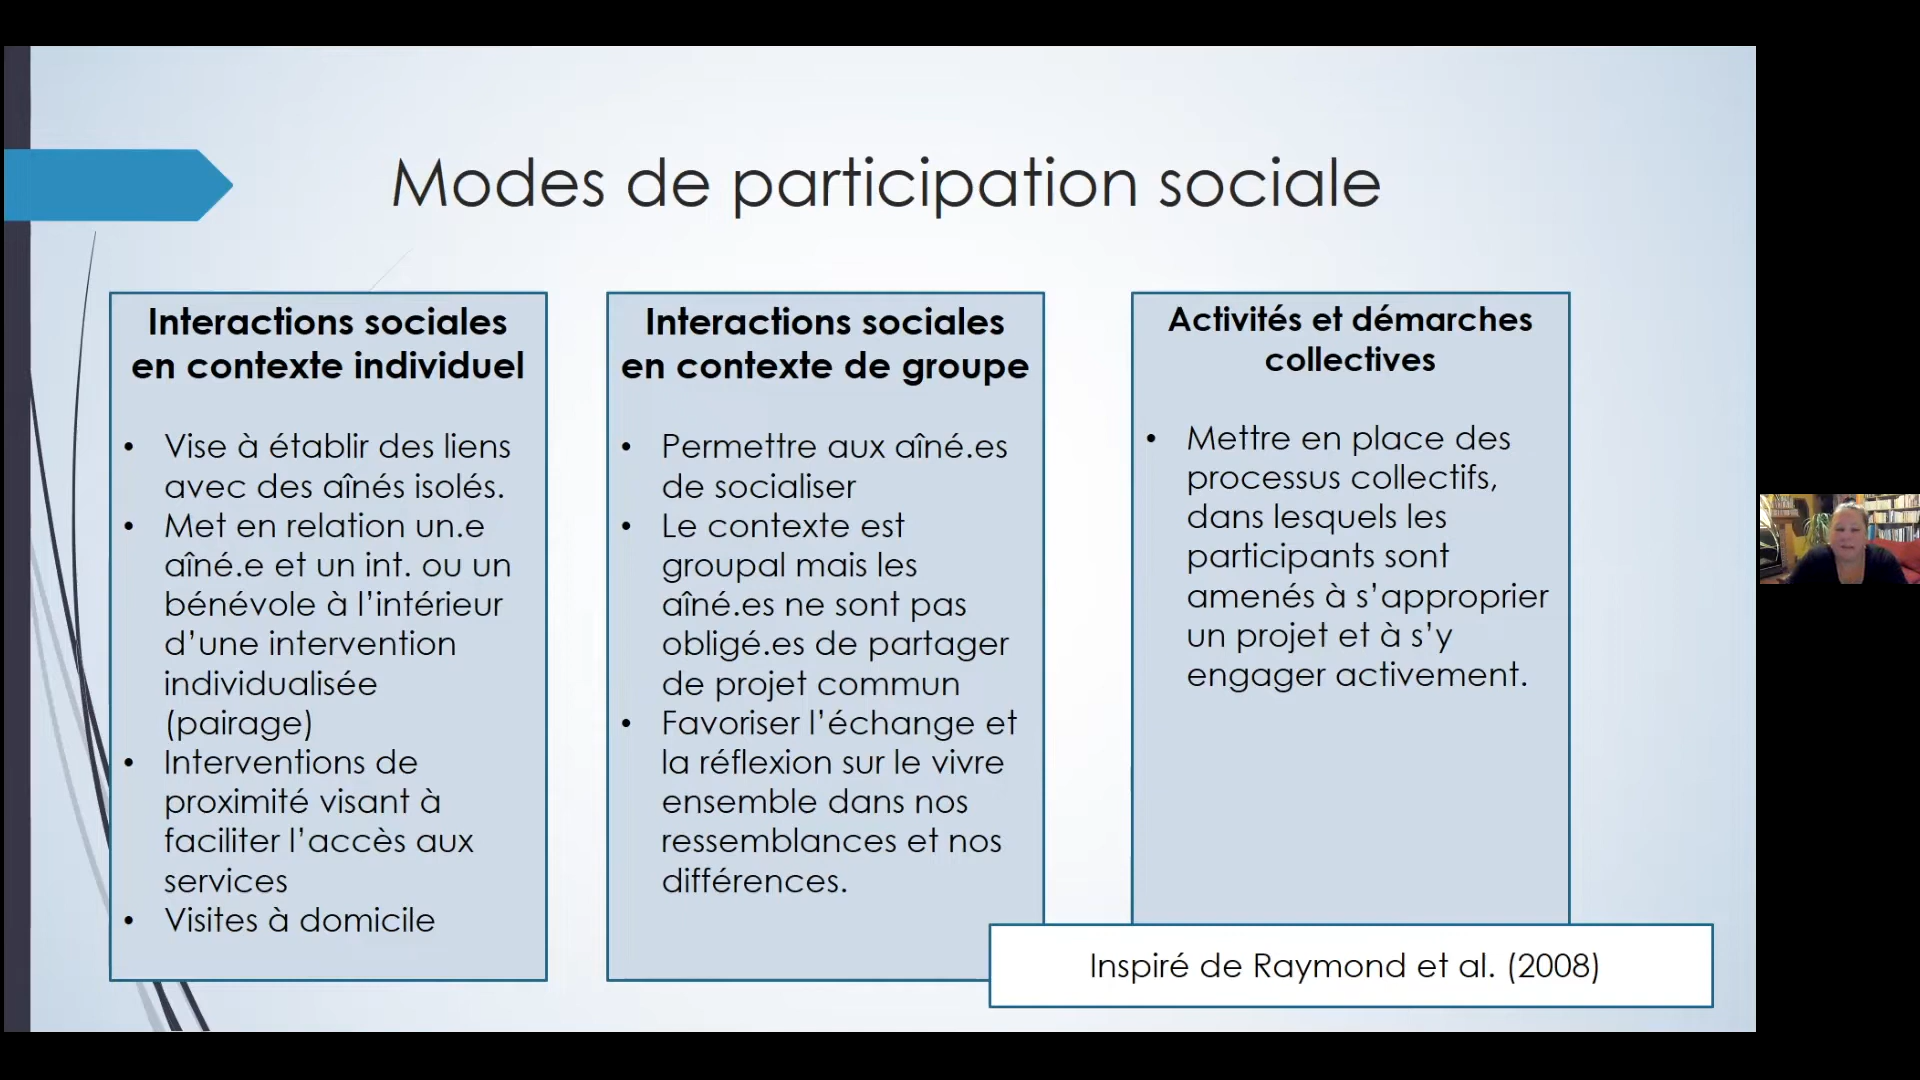 Modes de participation sociale
Interactions sociales
en contexte individuel
• Vise à établir des liens
avec des aînés isolés.
• Met en relation un.e
aîné.e et un int. ou un
bénévole à l’intérieur
d’une intervention
individualisée
(pairage)
• Interventions de
proximité visant à
faciliter l’accès aux
services
• Visites à domicile
Interactions sociales
en contexte de groupe
• Permettre aux aîné.es
de socialiser
• Le contexte est
groupal mais les
aîné.es ne sont pas
obligé.es de partager
de projet commun
• Favoriser l’échange et
la réflexion sur le vivre
ensemble dans nos
ressemblances et nos
différences.
Activités et démarches
collectives
• Mettre en place des
processus collectifs,
dans lesquels les
participants sont
amenés à s’approprier
un projet et à s’y
engager activement.
Inspiré de Raymond et al. (2008)